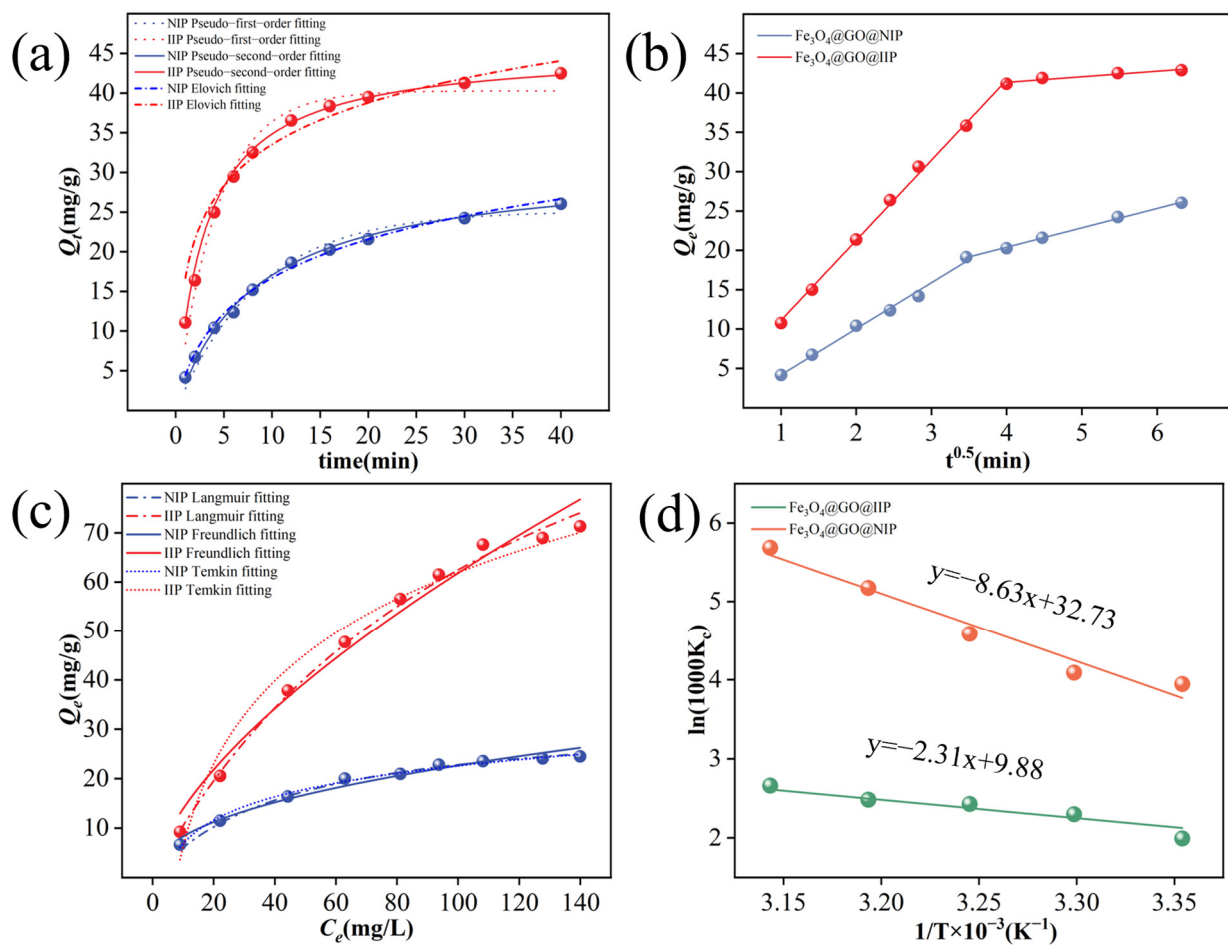 (a)
NIP Pseudo−first−order fitting
IIP Pseudo−first−order fitting
NIP Pseudo−second−order fitting
IIP Pseudo−second−order fitting
NIP Elovich fitting
IIP Elovich fitting
45
40
35
30
25
20
15
10
5
Qt(mg/g)
0 5 10 15 20 25 30 35 40
time(min)
(b)
Fe3O4@GO@NIP
Fe3O4@GO@IIP
45
40
35
30
25
20
15
10
5
Qe(mg/g)
1 2 3 4 5 6
t^0.5(min)
(c)
NIP Langmuir fitting
IIP Langmuir fitting
NIP Freundlich fitting
IIP Freundlich fitting
NIP Temkin fitting
IIP Temkin fitting
70
60
50
40
30
20
10
Qe(mg/g)
0 20 40 60 80 100 120 140
Ce(mg/L)
(d)
Fe3O4@GO@IIP
Fe3O4@GO@NIP
y=−8.63x+32.73
y=−2.31x+9.88
6
5
3
2
ln(1000Kc)
3.15 3.20 3.25 3.30 3.35
1/T×10^−3(K^−1)